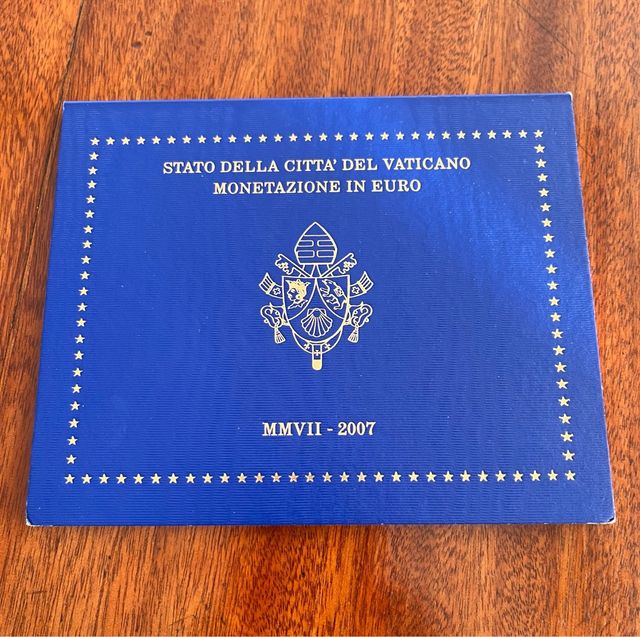 STATO DELLA CITTA' DEL VATICANO
MONETAZIONE IN EURO
MMVII - 2007